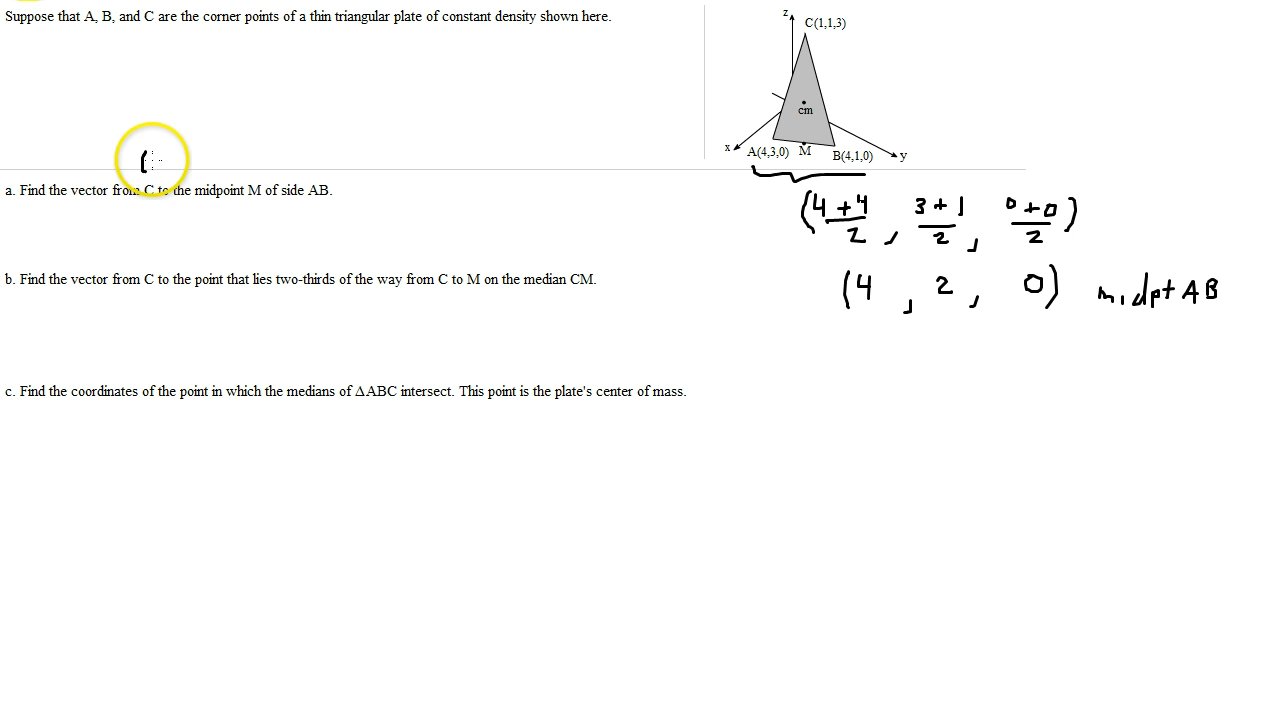 Suppose that A, B, and C are the corner points of a thin triangular plate of constant density shown here.
z
C(1,1,3)
cm
x
A(4,3,0)
M
B(4,1,0)
y
(
a. Find the vector from C to the midpoint M of side AB.
(4+4/2, 3+1/2, 0+0/2)
b. Find the vector from C to the point that lies two-thirds of the way from C to M on the median CM.
(4, 2, 0) midpt AB
c. Find the coordinates of the point in which the medians of ΔABC intersect. This point is the plate's center of mass.